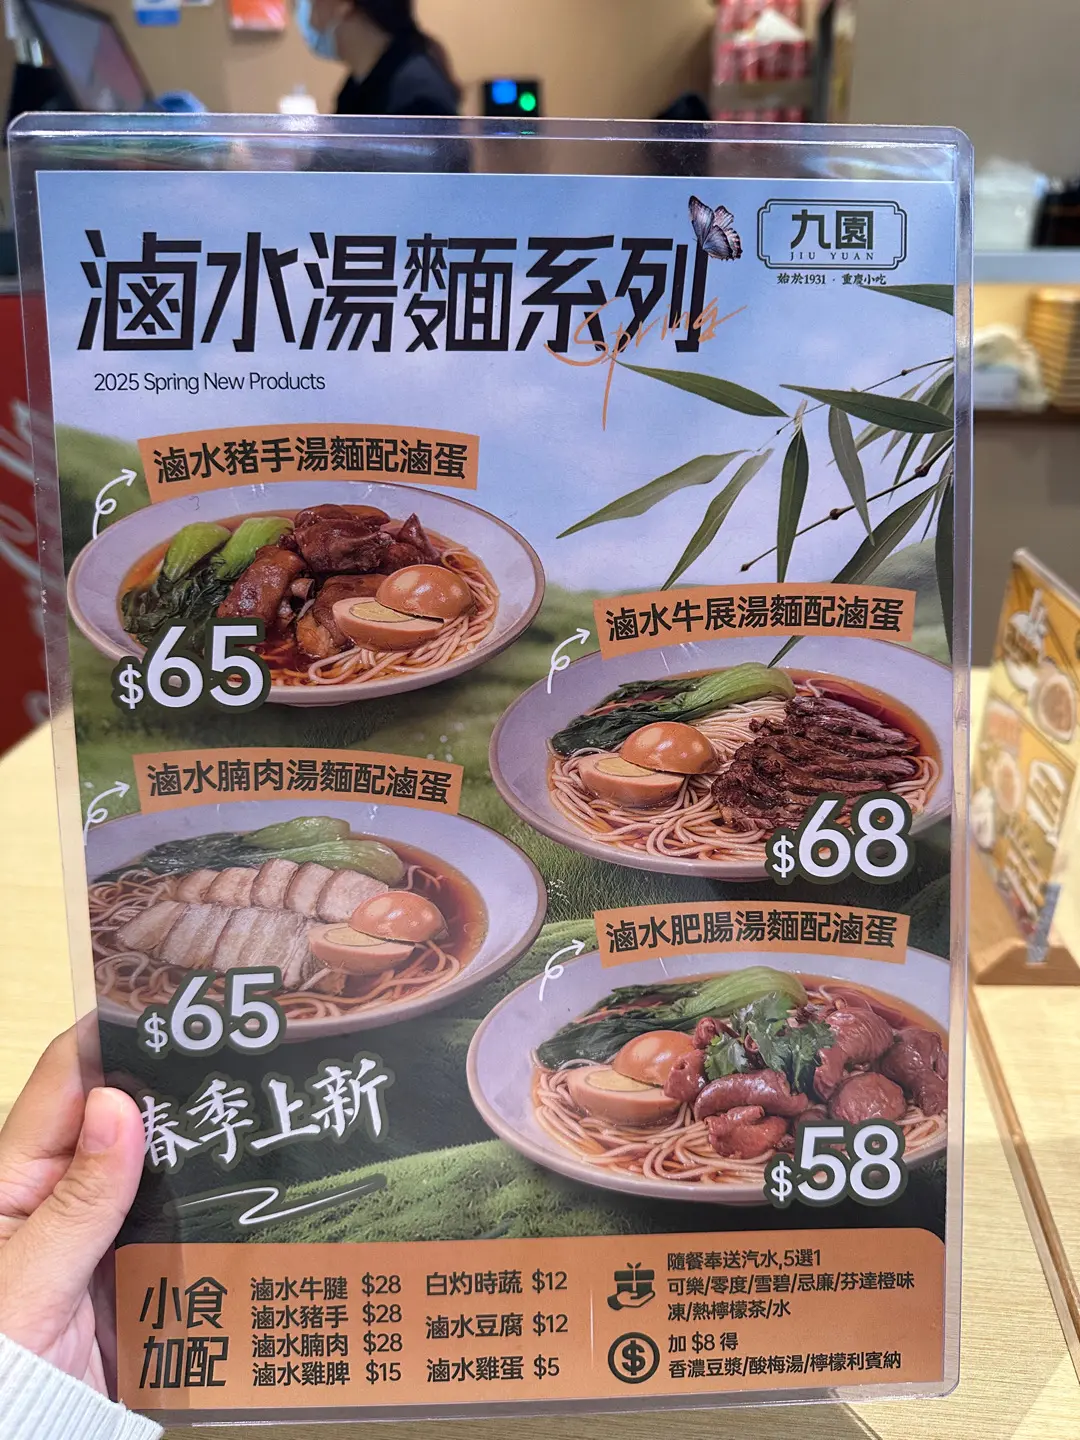 滷水湯麵系列
Spring
2025 Spring New Products
九園
JIU YUAN
始於1931 · 重慶小吃
滷水豬手湯麵配滷蛋
$65
滷水牛展湯麵配滷蛋
$68
滷水腩肉湯麵配滷蛋
$65
滷水肥腸湯麵配滷蛋
$58
春季上新
小食
加配
滷水牛腱 $28
滷水豬手 $28
滷水腩肉 $28
滷水雞脾 $15
白灼時蔬 $12
滷水豆腐 $12
滷水雞蛋 $5
隨餐奉送汽水,5選1
可樂/零度/雪碧/忌廉/芬達橙味
凍/熱檸檬茶/水
加 $8 得
香濃豆漿/酸梅湯/檸檬利賓納